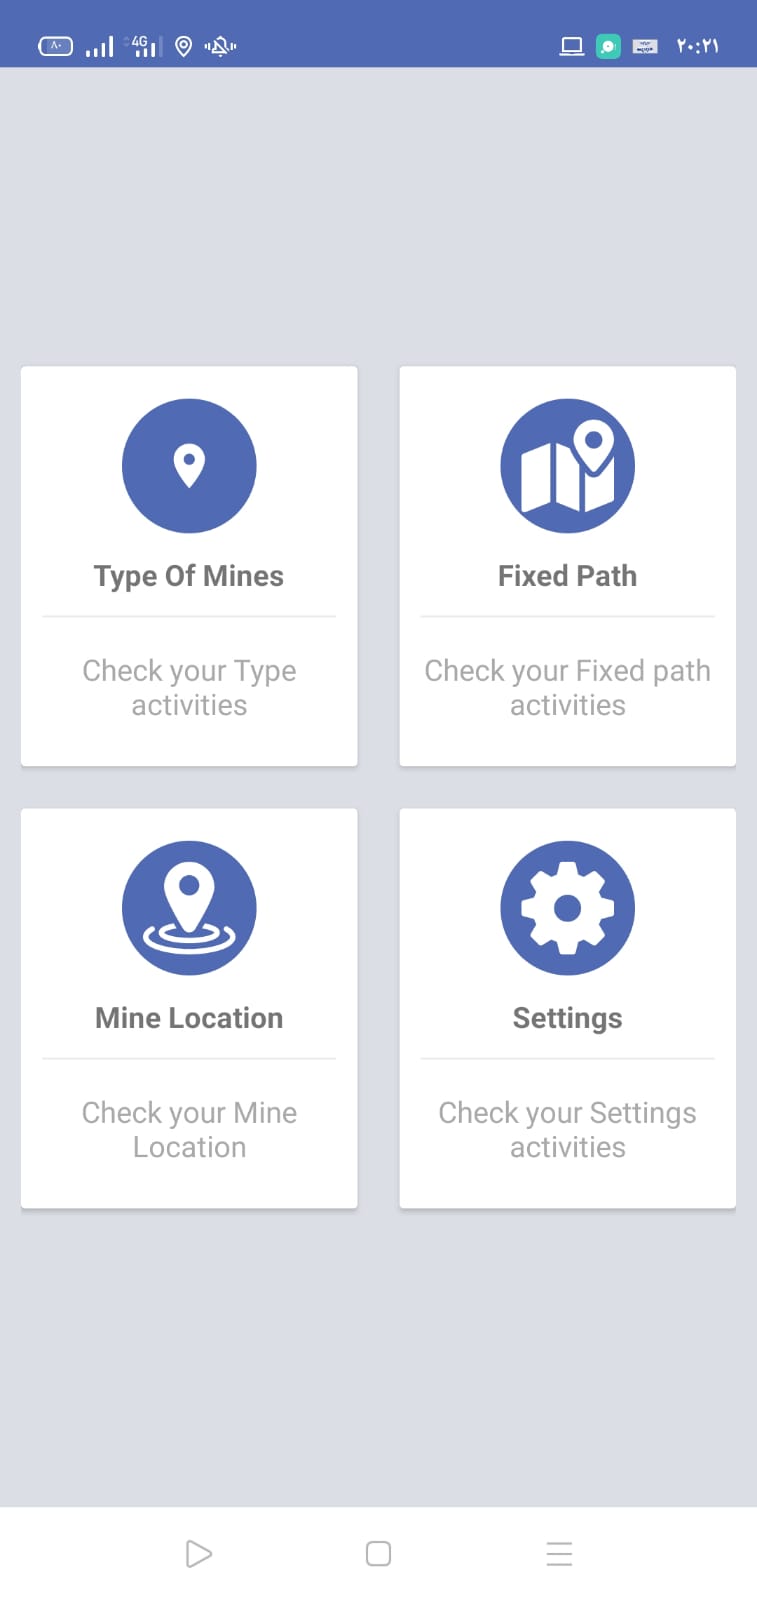 ٨٠
4G
٢٠:٢١
Type Of Mines
Check your Type
activities
Fixed Path
Check your Fixed path
activities
Mine Location
Check your Mine
Location
Settings
Check your Settings
activities